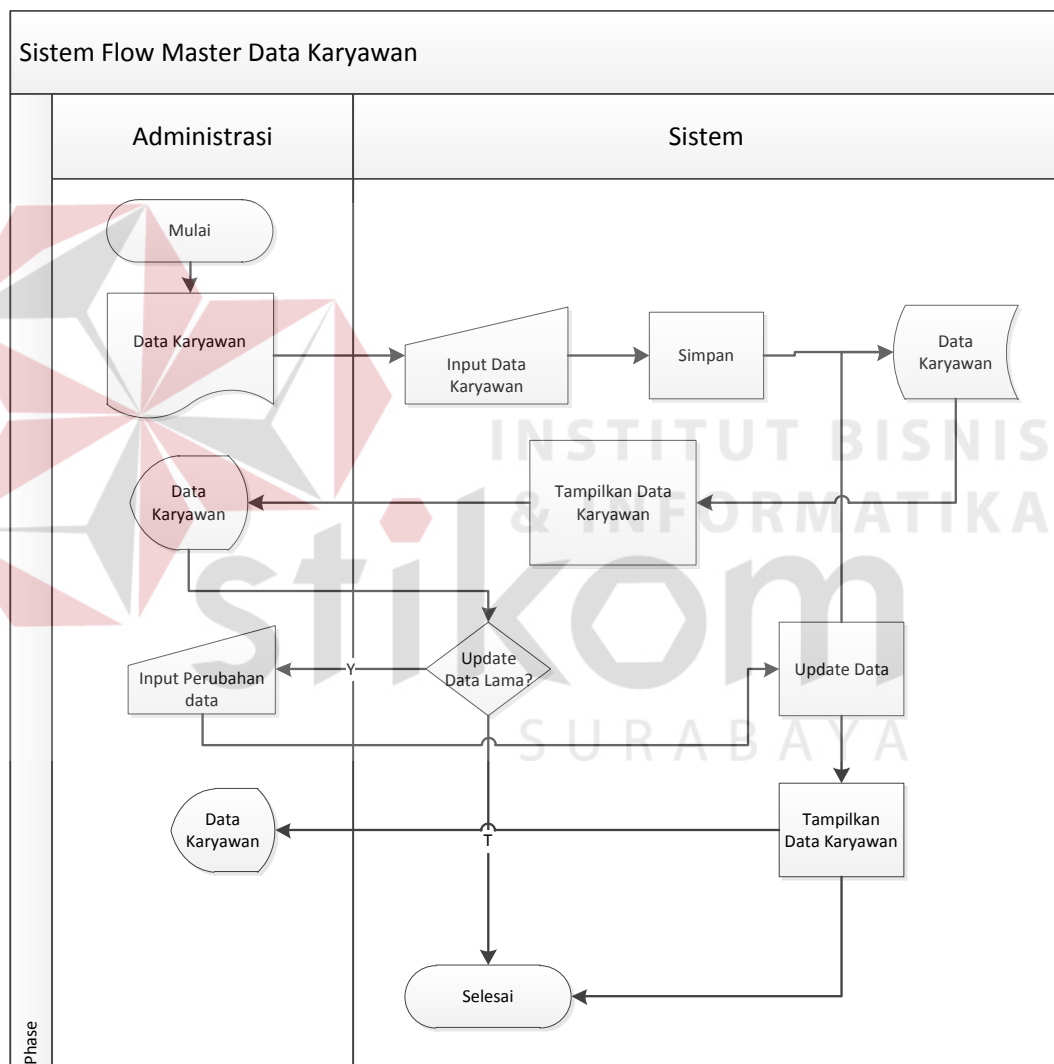 Sistem Flow Master Data Karyawan
Administrasi
Sistem
Mulai
Data Karyawan
Input Data
Karyawan
Simpan
Data
Karyawan
INSTITUT BISNIS
& INFORMATIKA
Data
Karyawan
Tampilkan Data
Karyawan
stikom
Update
Data Lama?
Y
Input Perubahan
data
Update Data
SURABAYA
Data
Karyawan
T
Tampilkan
Data Karyawan
Selesai
Phase